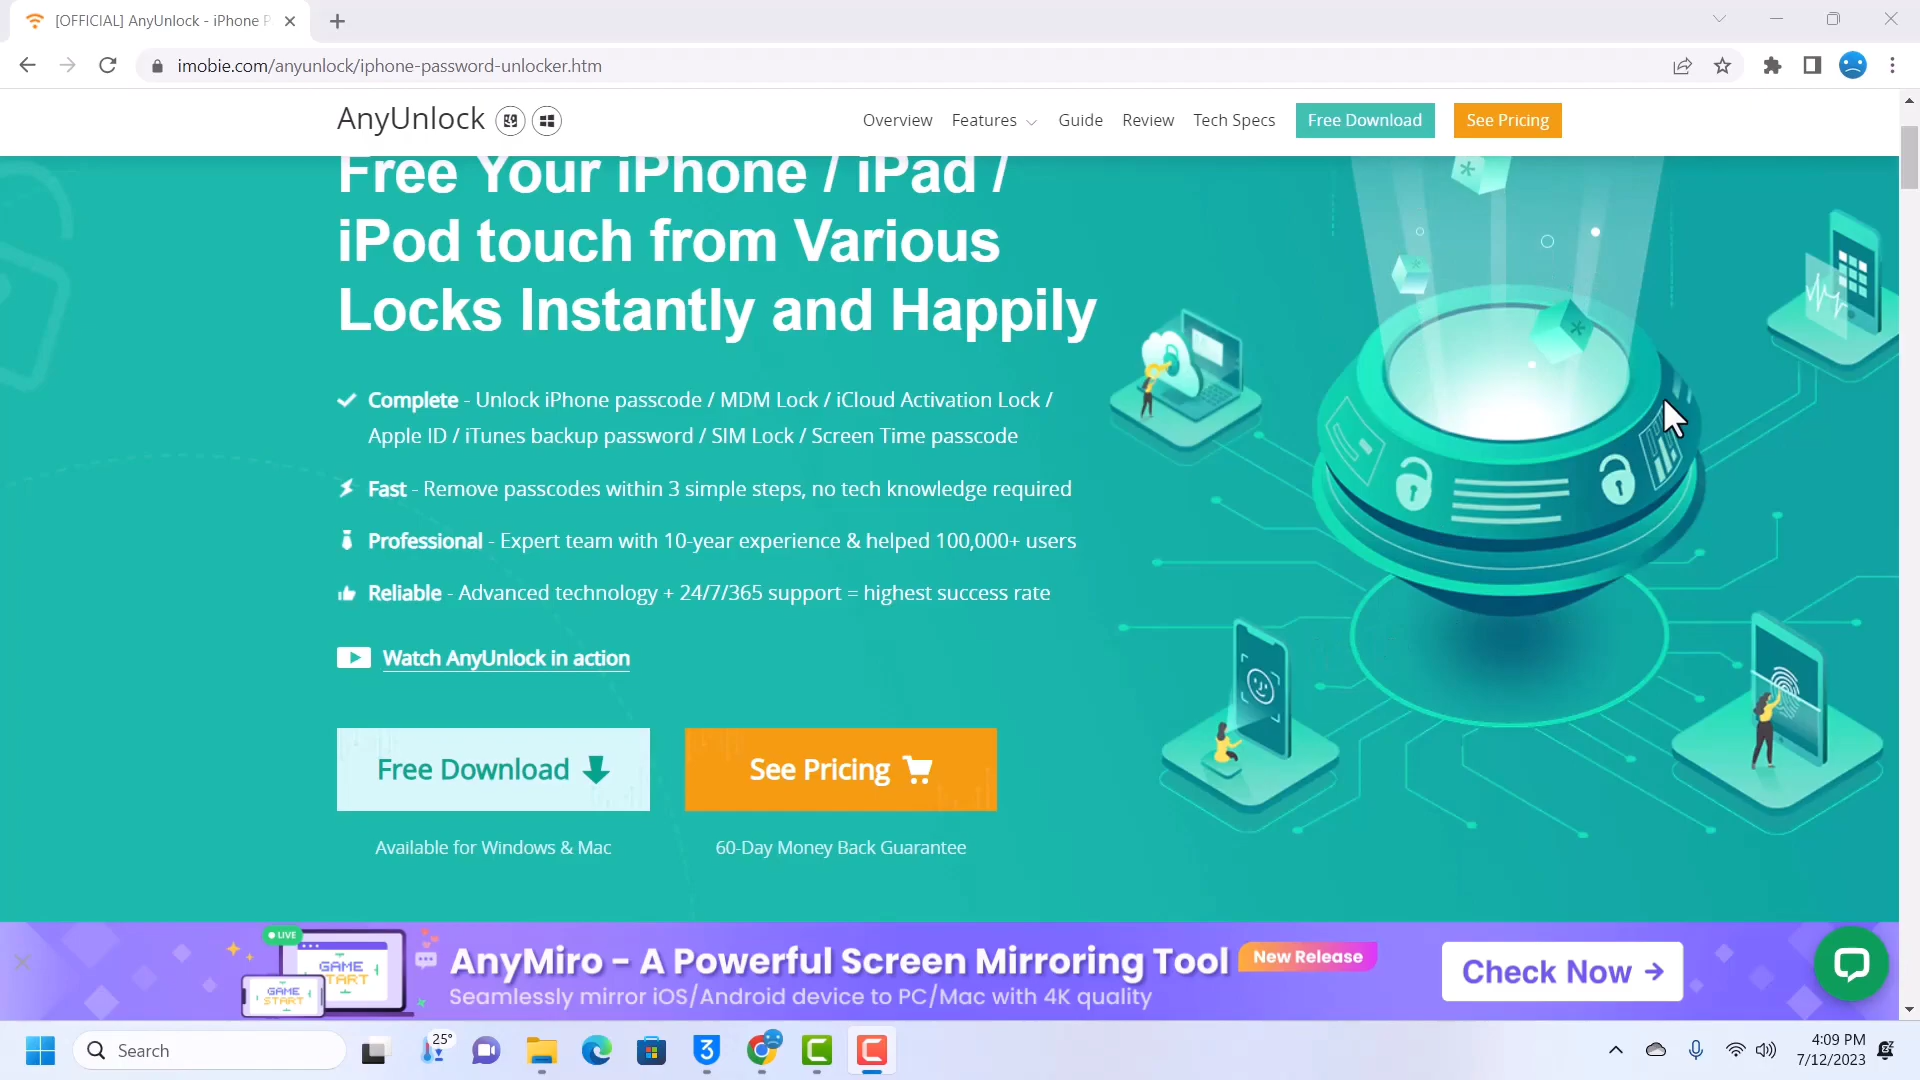 [OFFICIAL] AnyUnlock - iPhone P
imobie.com/anyunlock/iphone-password-unlocker.htm
AnyUnlock
Overview Features Guide Review Tech Specs Free Download See Pricing
Free Your iPhone / iPad /
iPod touch from Various
Locks Instantly and Happily
Complete - Unlock iPhone passcode / MDM Lock / iCloud Activation Lock /
Apple ID / iTunes backup password / SIM Lock / Screen Time passcode
Fast - Remove passcodes within 3 simple steps, no tech knowledge required
Professional - Expert team with 10-year experience & helped 100,000+ users
Reliable - Advanced technology + 24/7/365 support = highest success rate
Watch AnyUnlock in action
Free Download See Pricing
Available for Windows & Mac 60-Day Money Back Guarantee
LIVE
GAME
START
GAME
START
AnyMiro - A Powerful Screen Mirroring Tool New Release
Seamlessly mirror iOS/Android device to PC/Mac with 4K quality
Check Now →
Search
25°
4:09 PM
7/12/2023